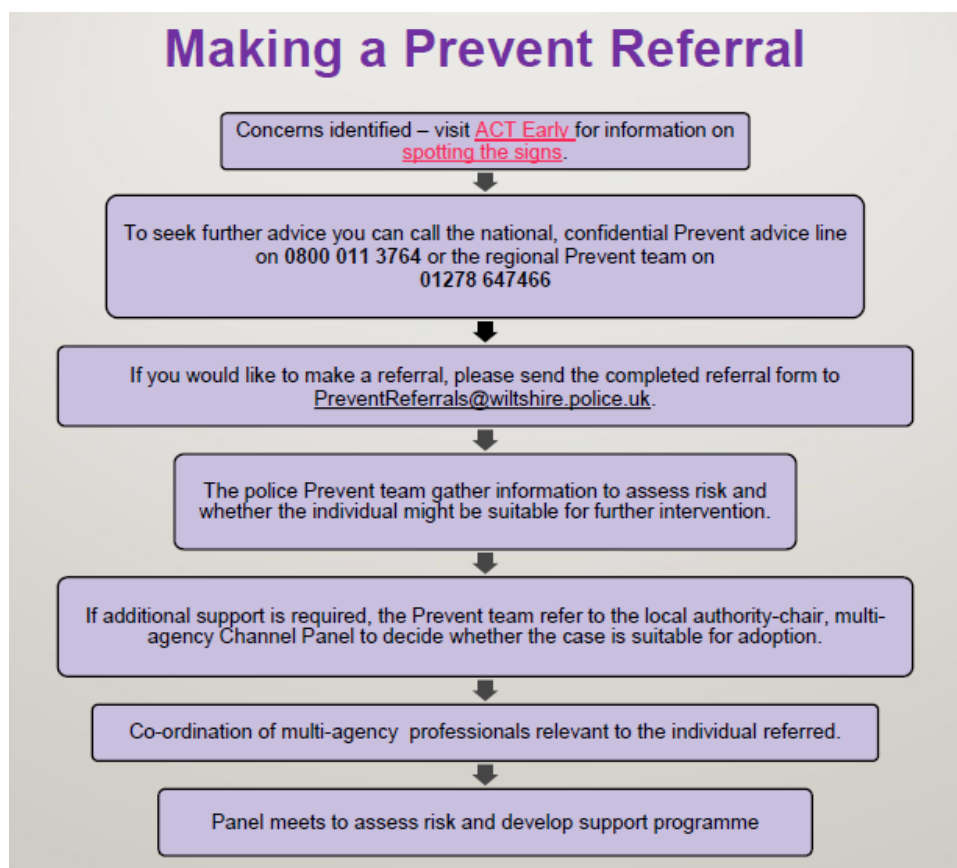 Making a Prevent Referral
Concerns identified – visit ACT Early for information on
spotting the signs.
To seek further advice you can call the national, confidential Prevent advice line
on 0800 011 3764 or the regional Prevent team on
01278 647466
If you would like to make a referral, please send the completed referral form to
PreventReferrals@wiltshire.police.uk.
The police Prevent team gather information to assess risk and
whether the individual might be suitable for further intervention.
If additional support is required, the Prevent team refer to the local authority-chair, multi-
agency Channel Panel to decide whether the case is suitable for adoption.
Co-ordination of multi-agency professionals relevant to the individual referred.
Panel meets to assess risk and develop support programme